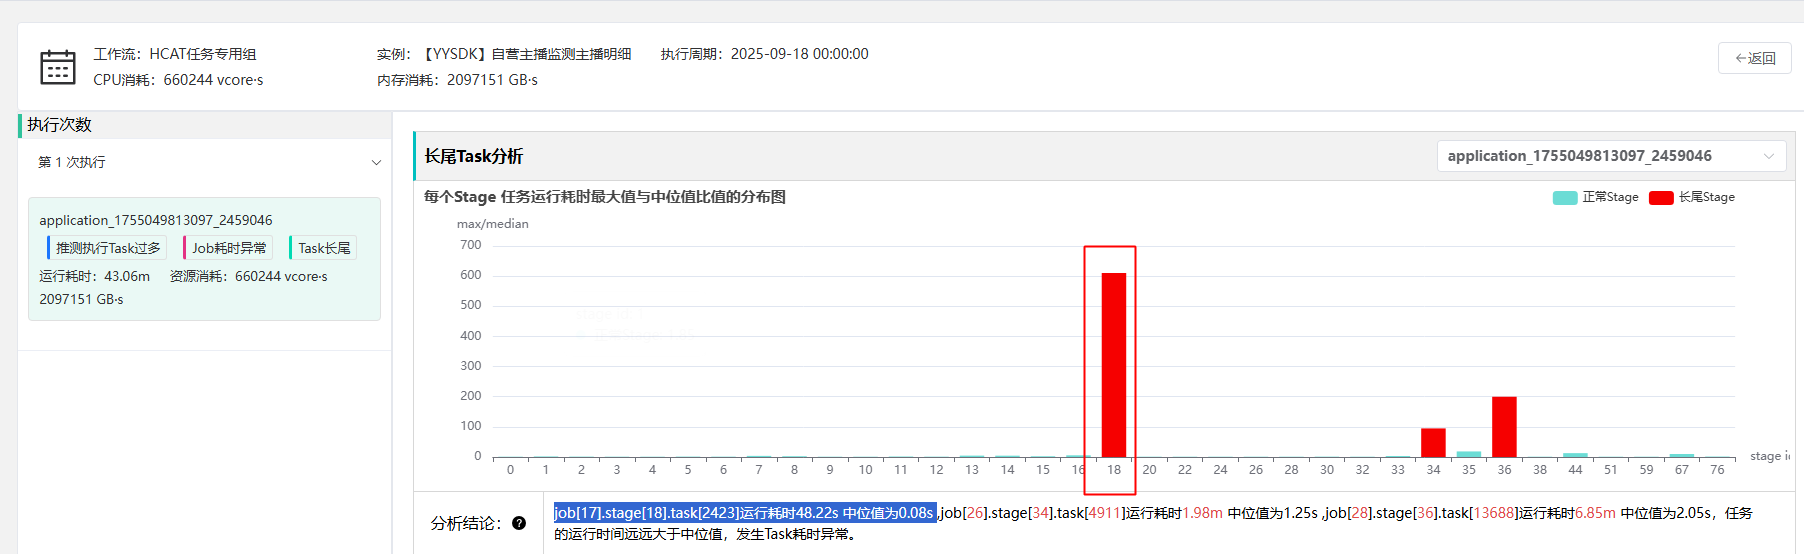 工作流：HCAT任务专用组
实例：【YYSDK】自营主播监测主播明细
执行周期：2025-09-18 00:00:00
CPU消耗：660244 vcore·s
内存消耗：2097151 GB·s
←返回
执行次数
第 1 次执行
application_1755049813097_2459046
推测执行Task过多
Job耗时异常
Task长尾
运行耗时：43.06m
资源消耗：660244 vcore·s
2097151 GB·s
长尾Task分析
application_1755049813097_2459046
每个Stage 任务运行耗时最大值与中位值比值的分布图
正常Stage
长尾Stage
max/median
700
600
500
400
300
200
100
0
0 1 2 3 4 5 6 7 8 9 10 11 12 13 14 15 16 18 20 22 24 26 28 30 32 33 34 35 36 38 44 51 59 67 76
stage
分析结论：
job[17].stage[18].task[2423]运行耗时48.22s 中位值为0.08s ,job[26].stage[34].task[4911]运行耗时1.98m 中位值为1.25s ,job[28].stage[36].task[13688]运行耗时6.85m 中位值为2.05s，任务
的运行时间远远大于中位值，发生Task耗时异常。